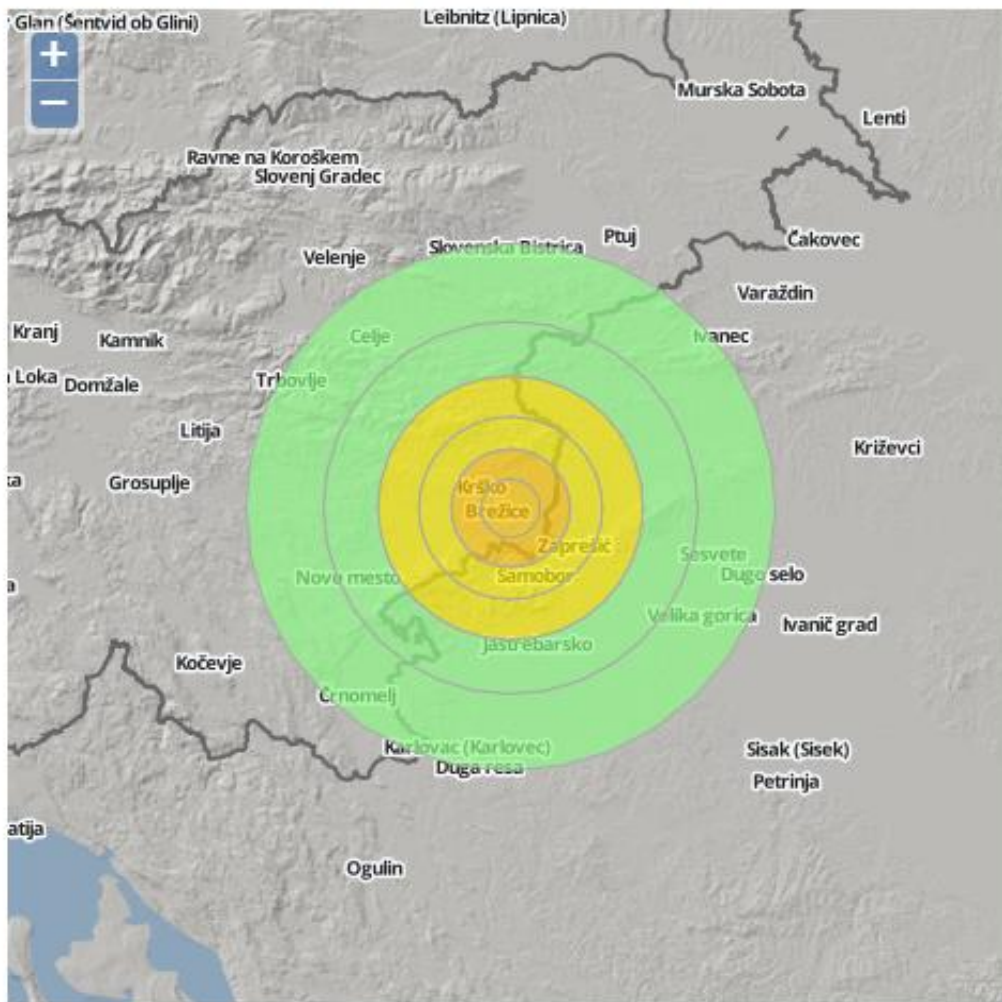 Glan (Šentvid ob Glini)
Leibnitz (Lipnica)
+
−
Murska Sobota
Lenti
Ravne na Koroškem
Slovenj Gradec
Ptuj
Slovenska Bistrica
Čakovec
Velenje
Varaždin
Kranj
Kamnik
Celje
Ivanec
Loka
Domžale
Trbovlje
Litija
Križevci
Grosuplje
Krško
Brežice
Zaprešić
Sesvete
Novo mesto
Samobor
Dugo selo
Velika gorica
Ivanič grad
Jastrebarsko
Kočevje
Črnomelj
Karlovac (Karlovec)
Sisak (Sisek)
Duga resa
Petrinja
atija
Ogulin